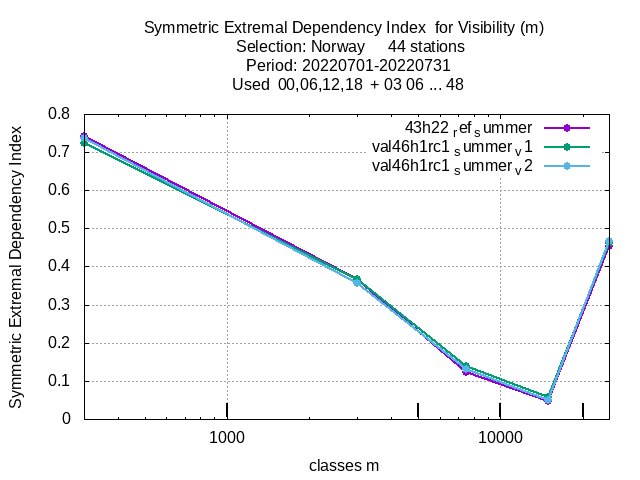 Symmetric Extremal Dependency Index for Visibility (m)
Selection: Norway 44 stations
Period: 20220701-20220731
Used 00,06,12,18 + 03 06 ... 48
Symmetric Extremal Dependency Index
0.8
0.7
0.6
0.5
0.4
0.3
0.2
0.1
0
43h22 ref summer
val46h1rc1 summer v1
val46h1rc1 summer v2
1000 10000
classes m